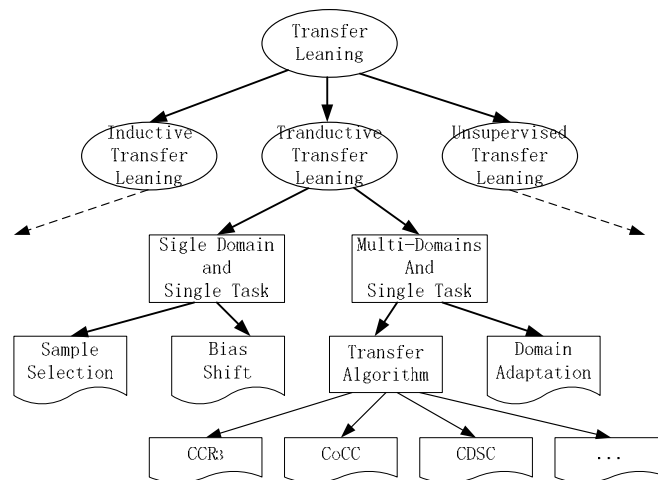 Transfer
Leaning
Inductive
Transfer
Leaning
Tranductive
Transfer
Leaning
Unsupervised
Transfer
Leaning
Sigle Domain
and
Single Task
Multi-Domains
And
Single Task
Sample
Selection
Bias
Shift
Transfer
Algorithm
Domain
Adaptation
CCR3
CoCC
CDSC
...